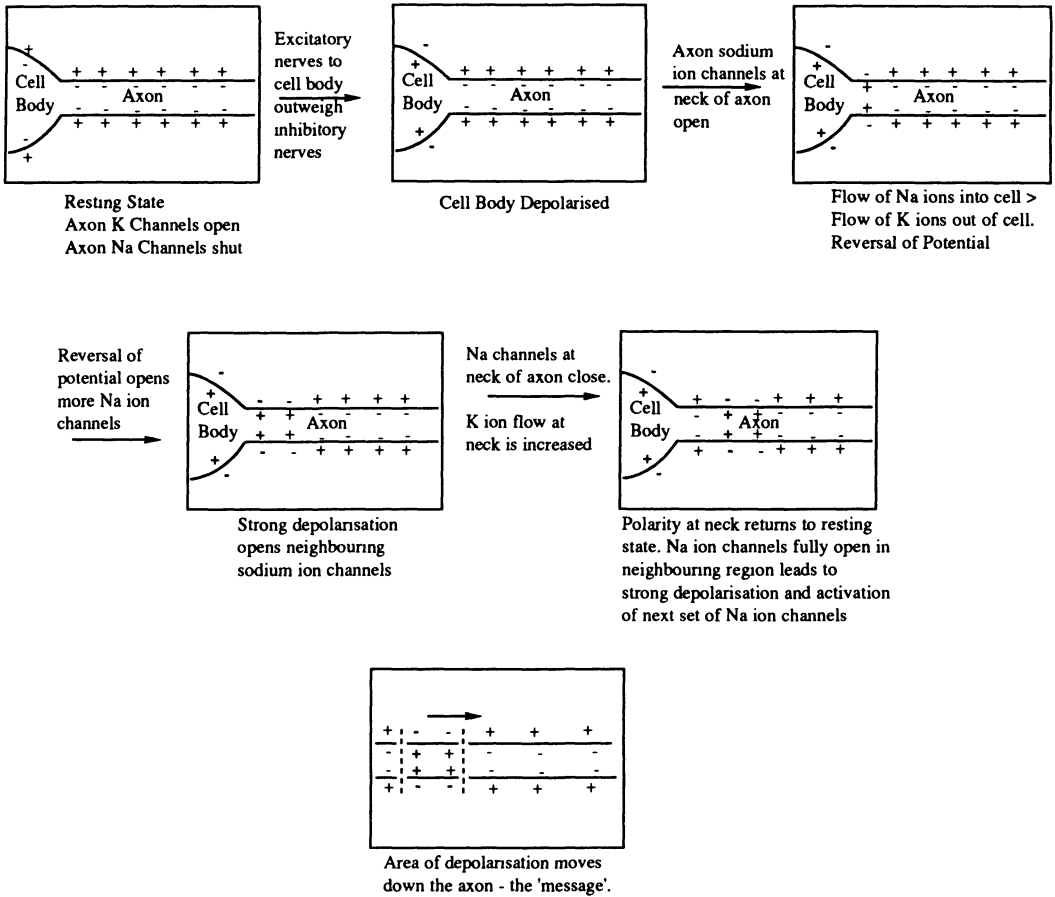 Cell
Body
Axon
Resting State
Axon K Channels open
Axon Na Channels shut
Excitatory
nerves to
cell body
outweigh
inhibitory
nerves
Cell
Body
Axon
Cell Body Depolarised
Axon sodium
ion channels at
neck of axon
open
Cell
Body
Axon
Flow of Na ions into cell >
Flow of K ions out of cell.
Reversal of Potential
Reversal of
potential opens
more Na ion
channels
Cell
Body
Axon
Strong depolarisation
opens neighbouring
sodium ion channels
Na channels at
neck of axon close.
K ion flow at
neck is increased
Cell
Body
Axon
Polarity at neck returns to resting
state. Na ion channels fully open in
neighbouring region leads to
strong depolarisation and activation
of next set of Na ion channels
Area of depolarisation moves
down the axon - the 'message'.